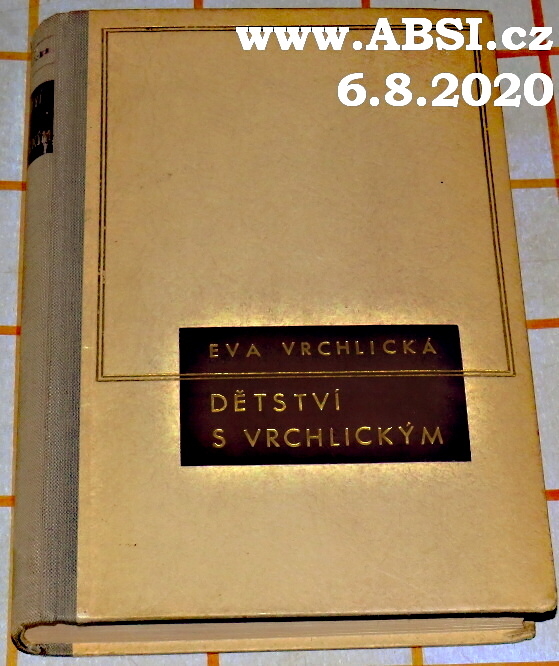 www.ABSI.cz
6.8.2020
EVA VRCHLICKÁ
DĚTSTVÍ
S VRCHLICKÝM